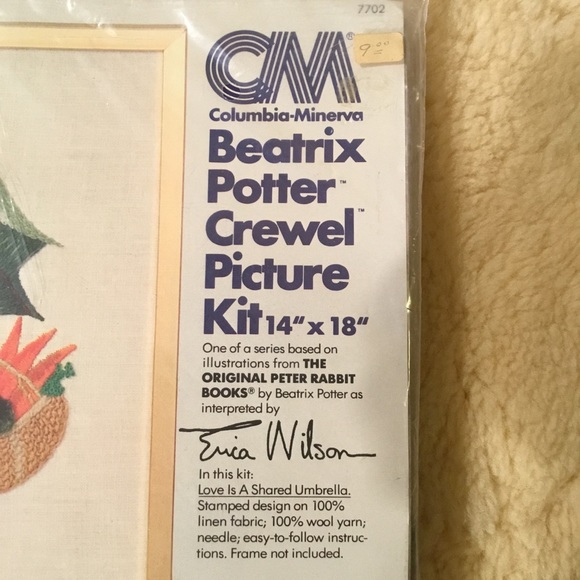 7702
CM®
9.00
Columbia-Minerva
Beatrix
Potter™
Crewel™
Picture
Kit 14" x 18"
One of a series based on
illustrations from THE
ORIGINAL PETER RABBIT
BOOKS® by Beatrix Potter as
interpreted by
Erica Wilson
In this kit:
Love Is A Shared Umbrella.
Stamped design on 100%
linen fabric; 100% wool yarn;
needle; easy-to-follow instruc-
tions. Frame not included.